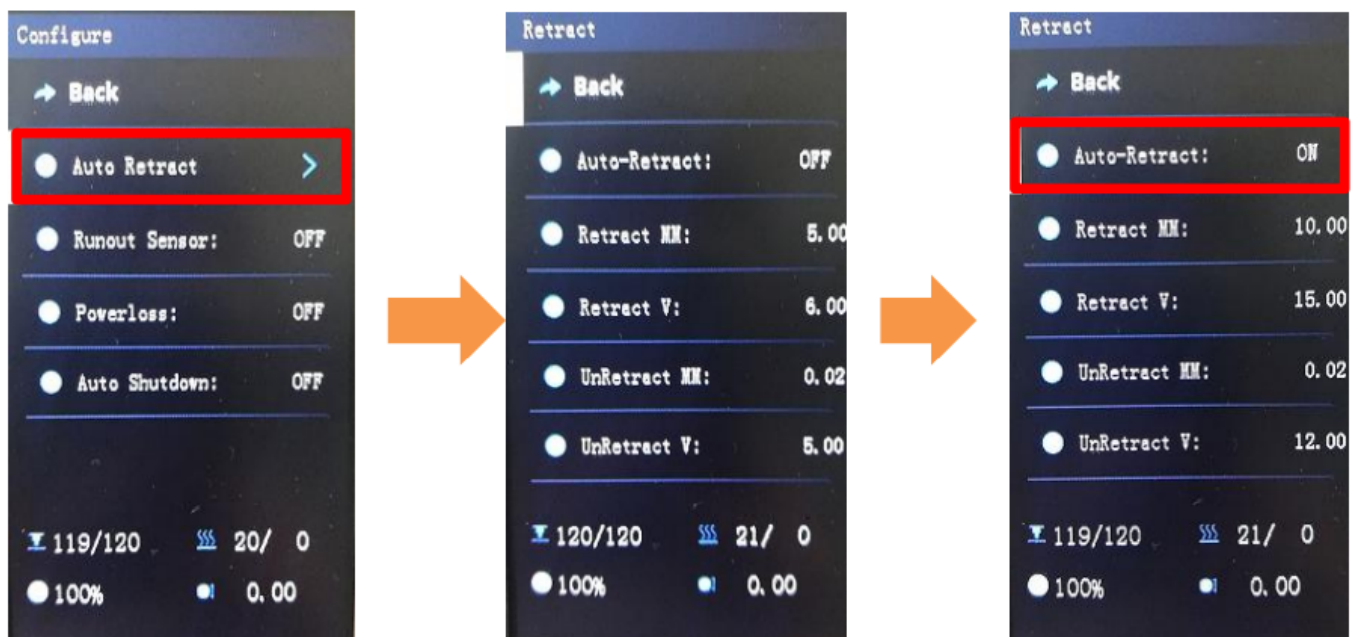 Configure
Back
Auto Retract >
Runout Sensor: OFF
Powerloss: OFF
Auto Shutdown: OFF
119/120 20/ 0
100% 0.00
Retract
Back
Auto-Retract: OFF
Retract MM: 5.00
Retract V: 6.00
UnRetract MM: 0.02
UnRetract V: 5.00
120/120 21/ 0
100% 0.00
Retract
Back
Auto-Retract: ON
Retract MM: 10.00
Retract V: 15.00
UnRetract MM: 0.02
UnRetract V: 12.00
119/120 21/ 0
100% 0.00